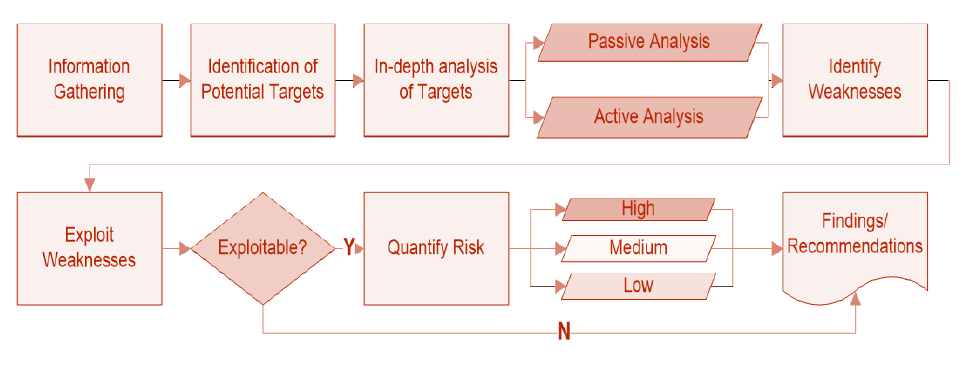 Information
Gathering
Identification of
Potential Targets
In-depth analysis
of Targets
Passive Analysis
Active Analysis
Identify
Weaknesses
Exploit
Weaknesses
Exploitable?
Y
Quantify Risk
High
Medium
Low
Findings/
Recommendations
N